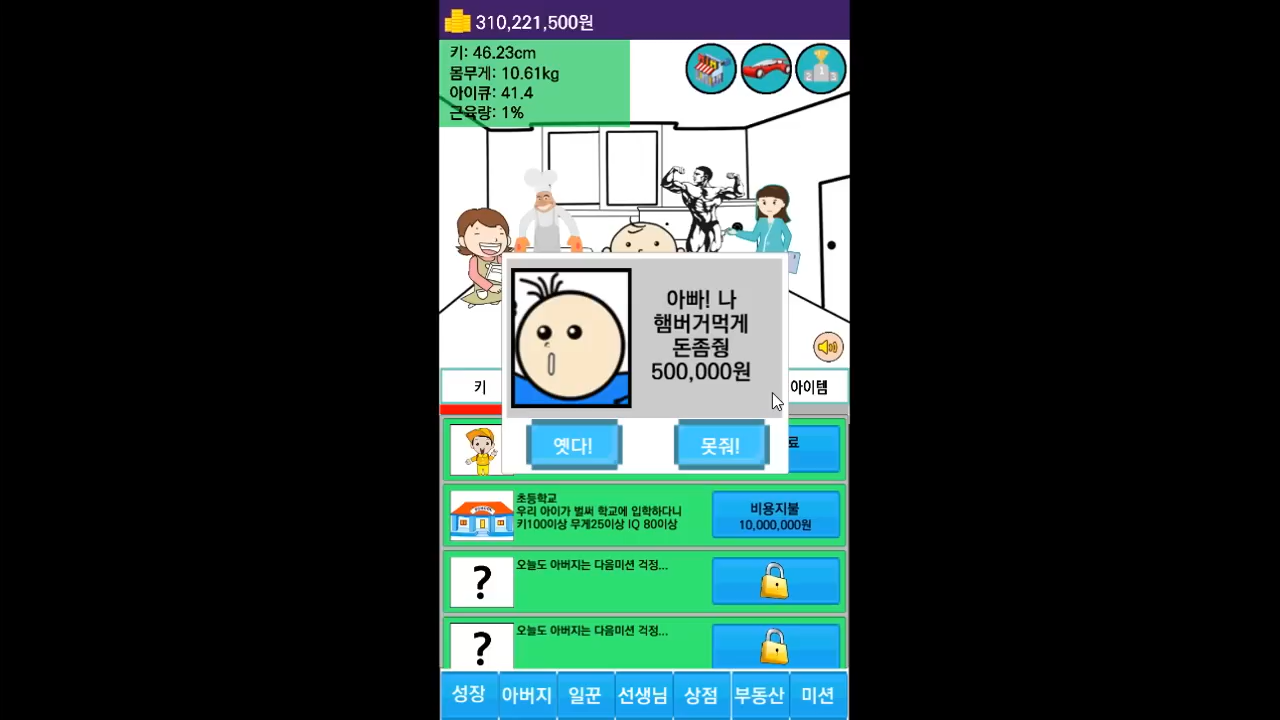 310,221,500원
키: 46.23cm
몸무게: 10.61kg
아이큐: 41.4
근육량: 1%
아빠! 나
햄버거먹게
돈좀줭
500,000원
옛다!
못줘!
키
아이템
료
초등학교
우리 아이가 벌써 학교에 입학하다니
키100이상 무게25이상 IQ 80이상
비용지불
10,000,000원
?
오늘도 아버지는 다음미션 걱정...
?
오늘도 아버지는 다음미션 걱정...
성장
아버지
일꾼
선생님
상점
부동산
미션